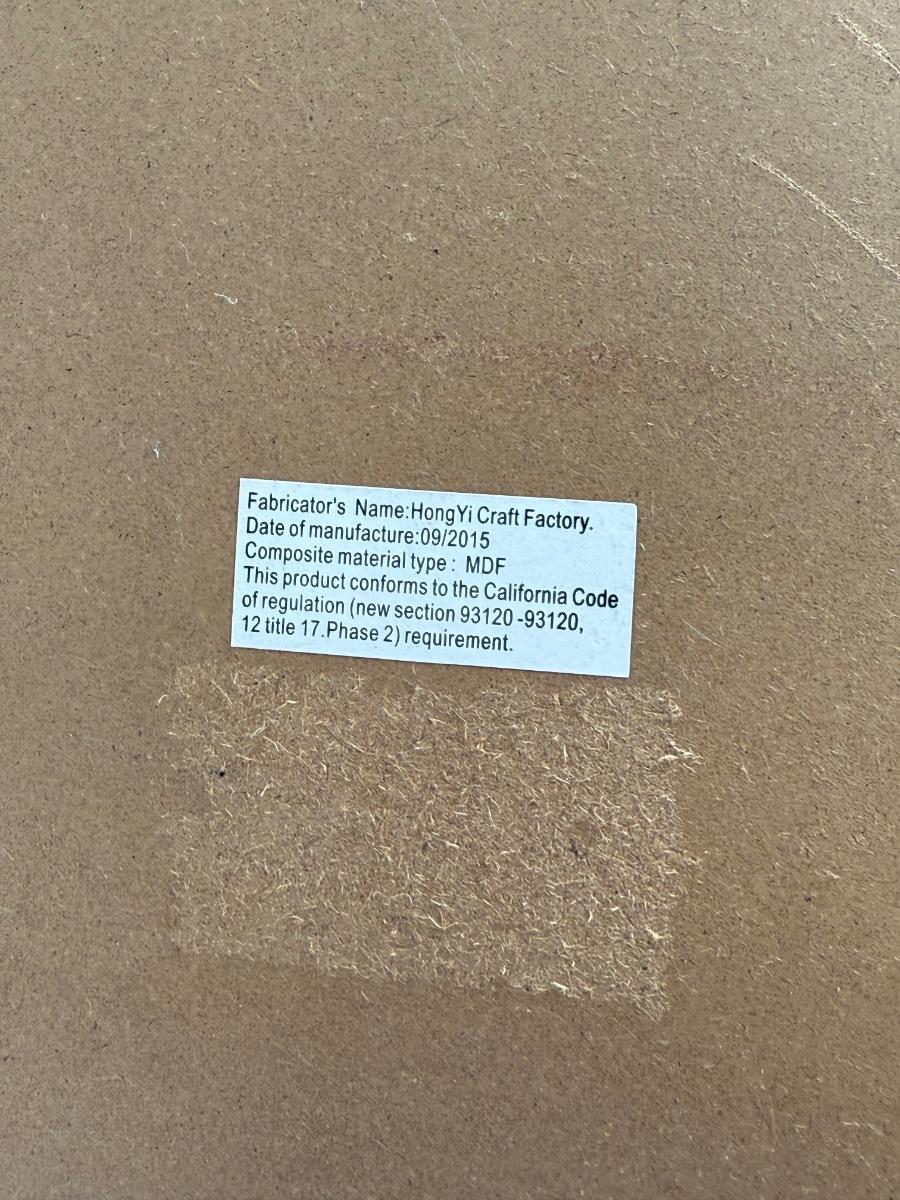 Fabricator's Name:HongYi Craft Factory.
Date of manufacture:09/2015
Composite material type : MDF
This product conforms to the California Code
of regulation (new section 93120 -93120,
12 title 17.Phase 2) requirement.